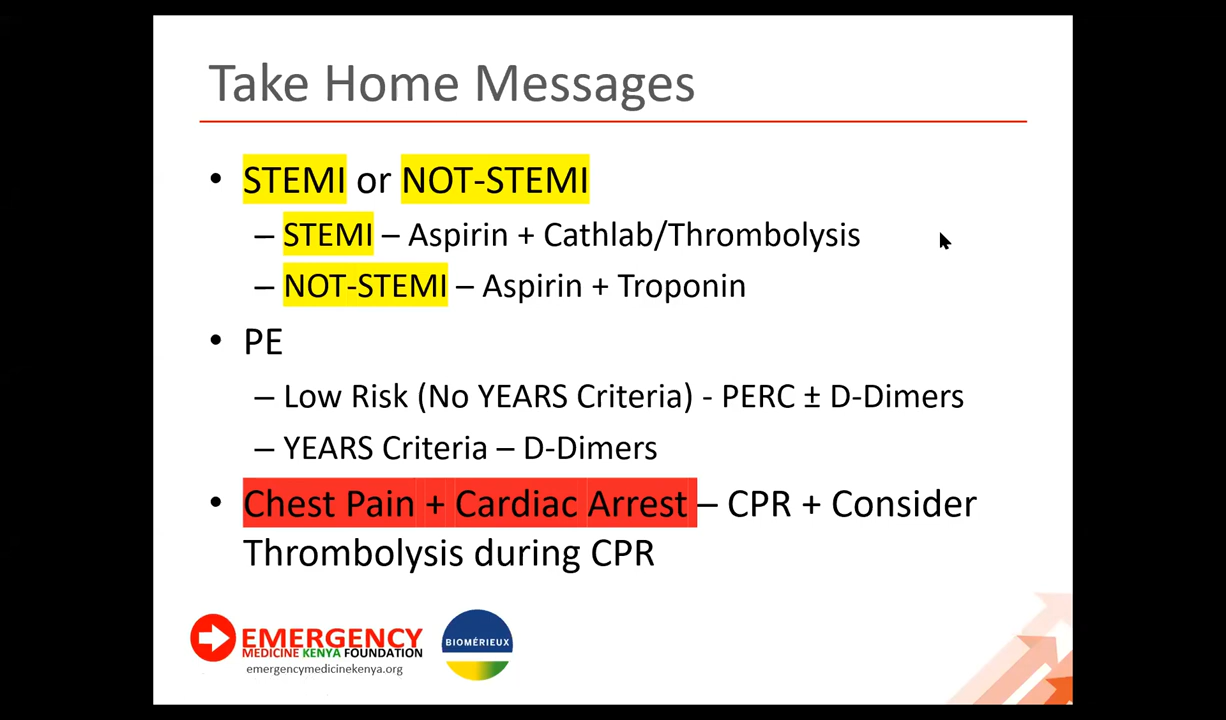 Take Home Messages
• STEMI or NOT-STEMI
– STEMI – Aspirin + Cathlab/Thrombolysis
– NOT-STEMI – Aspirin + Troponin
• PE
– Low Risk (No YEARS Criteria) - PERC ± D-Dimers
– YEARS Criteria – D-Dimers
• Chest Pain + Cardiac Arrest – CPR + Consider
Thrombolysis during CPR
EMERGENCY
MEDICINE KENYA FOUNDATION
emergencymedicinekenya.org
BIOMÉRIEUX